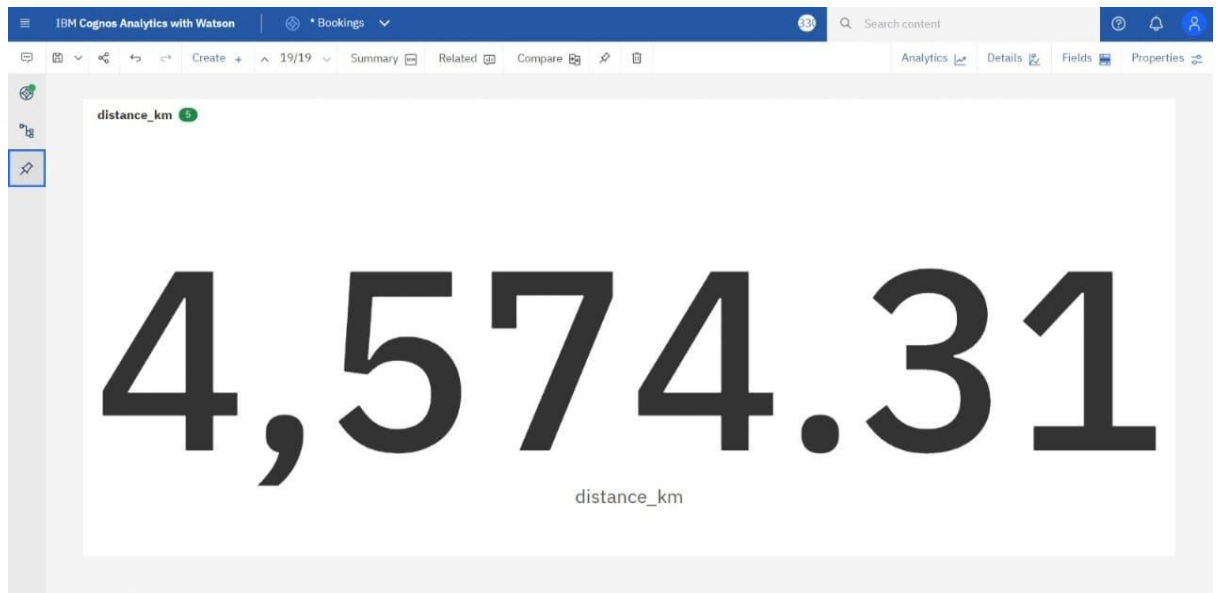 IBM Cognos Analytics with Watson
* Bookings
Search content
Create +
19/19
Summary
Related
Compare
Analytics
Details
Fields
Properties
distance_km 5
4,574.31
distance_km